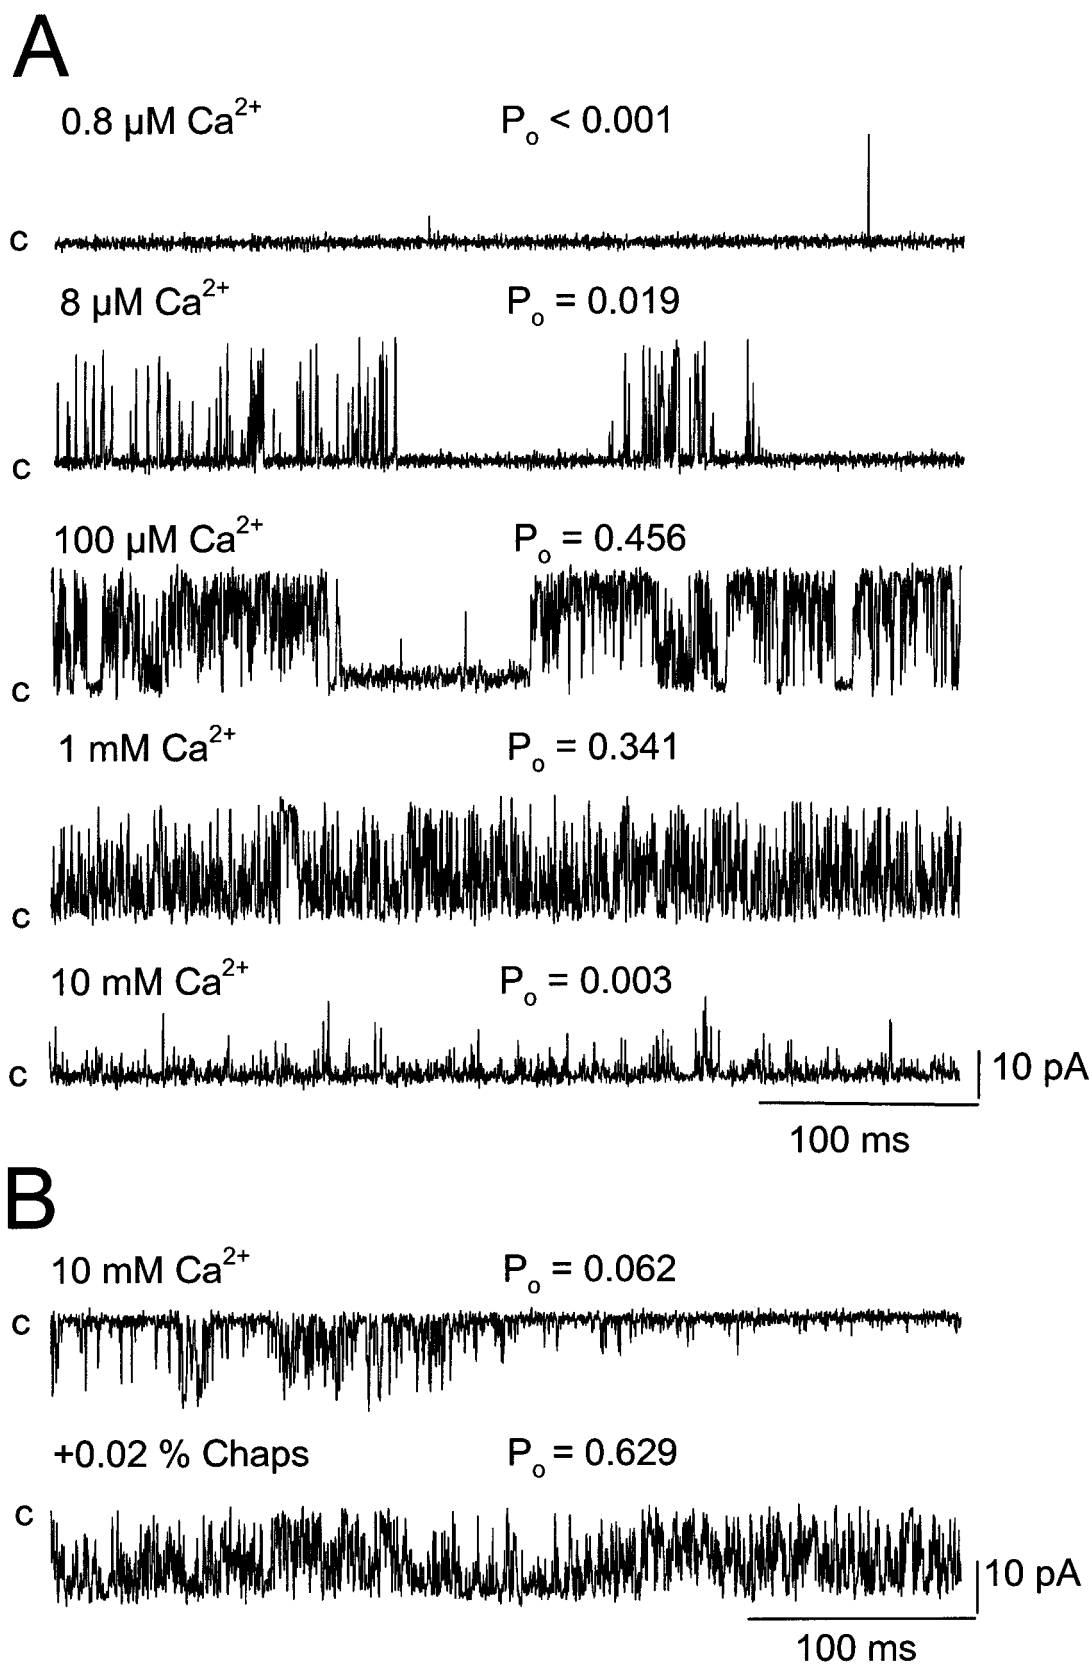 A
0.8 µM Ca²⁺ Pₒ < 0.001
c
8 µM Ca²⁺ Pₒ = 0.019
c
100 µM Ca²⁺ Pₒ = 0.456
c
1 mM Ca²⁺ Pₒ = 0.341
c
10 mM Ca²⁺ Pₒ = 0.003
c
10 pA
100 ms
B
10 mM Ca²⁺ Pₒ = 0.062
c
+0.02 % Chaps Pₒ = 0.629
c
10 pA
100 ms